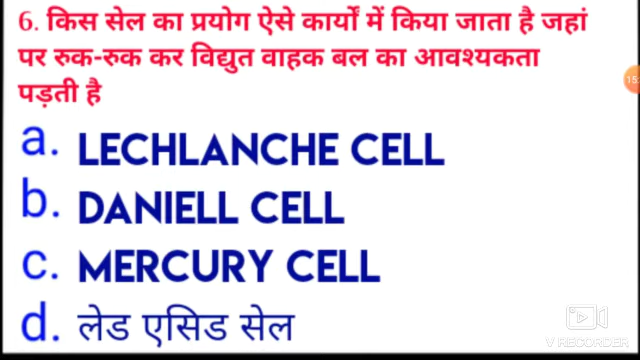 6. किस सेल का प्रयोग ऐसे कार्यों में किया जाता है जहां
पर रुक-रुक कर विद्युत वाहक बल का आवश्यकता
पड़ती है
a. LECHLANCHE CELL
b. DANIELL CELL
c. MERCURY CELL
d. लेड एसिड सेल
V RECORDER